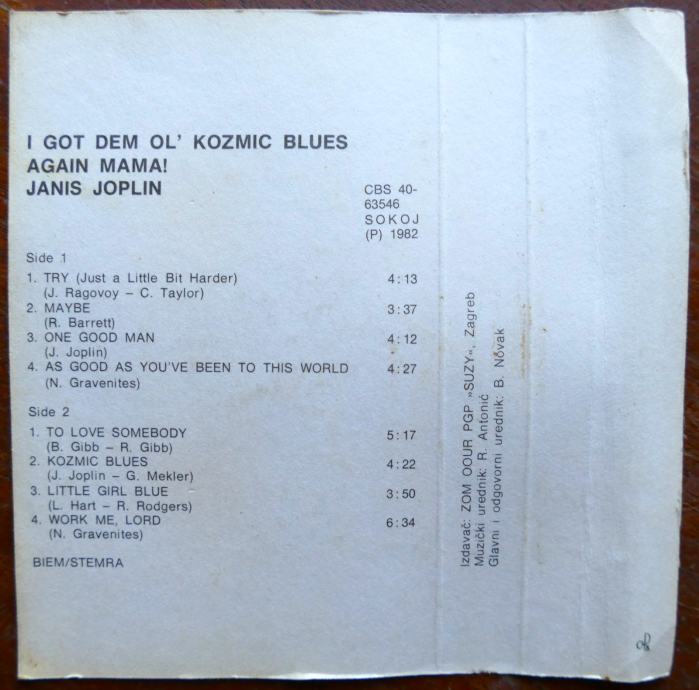 I GOT DEM OL' KOZMIC BLUES
AGAIN MAMA!
JANIS JOPLIN
CBS 40-
63546
SOKOJ
(P) 1982
Side 1
1. TRY (Just a Little Bit Harder) 4:13
(J. Ragovoy – C. Taylor)
2. MAYBE 3:37
(R. Barrett)
3. ONE GOOD MAN 4:12
(J. Joplin)
4. AS GOOD AS YOU'VE BEEN TO THIS WORLD 4:27
(N. Gravenites)
Side 2
1. TO LOVE SOMEBODY 5:17
(B. Gibb – R. Gibb)
2. KOZMIC BLUES 4:22
(J. Joplin – G. Mekler)
3. LITTLE GIRL BLUE 3:50
(L. Hart – R. Rodgers)
4. WORK ME, LORD 6:34
(N. Gravenites)
BIEM/STEMRA
Izdavač: ZOM OOUR PGP »SUZY«, Zagreb
Muzički urednik: R. Antonić
Glavni i odgovorni urednik: B. Novak